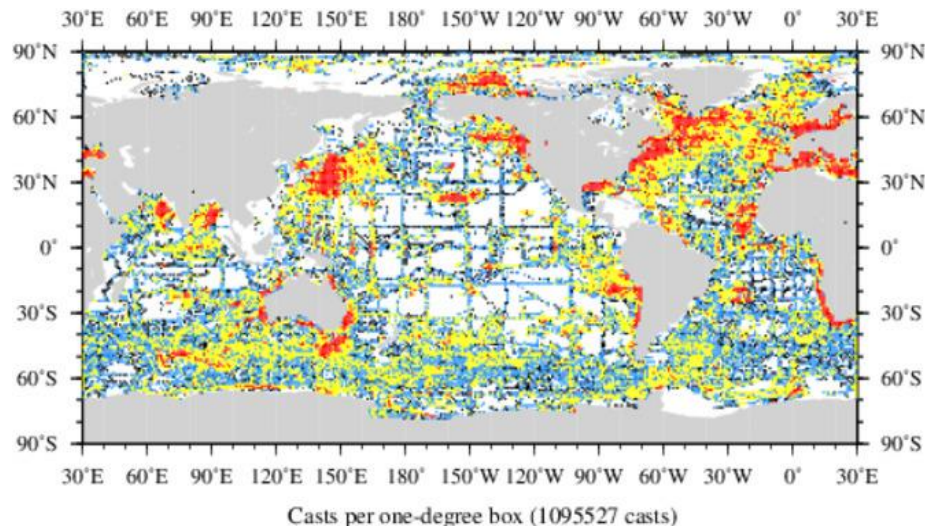 30˚E 60˚E 90˚E 120˚E 150˚E 180˚ 150˚W 120˚W 90˚W 60˚W 30˚W 0˚ 30˚E
90˚N 90˚N
60˚N 60˚N
30˚N 30˚N
0˚ 0˚
30˚S 30˚S
60˚S 60˚S
90˚S 90˚S
30˚E 60˚E 90˚E 120˚E 150˚E 180˚ 150˚W 120˚W 90˚W 60˚W 30˚W 0˚ 30˚E
Casts per one-degree box (1095527 casts)